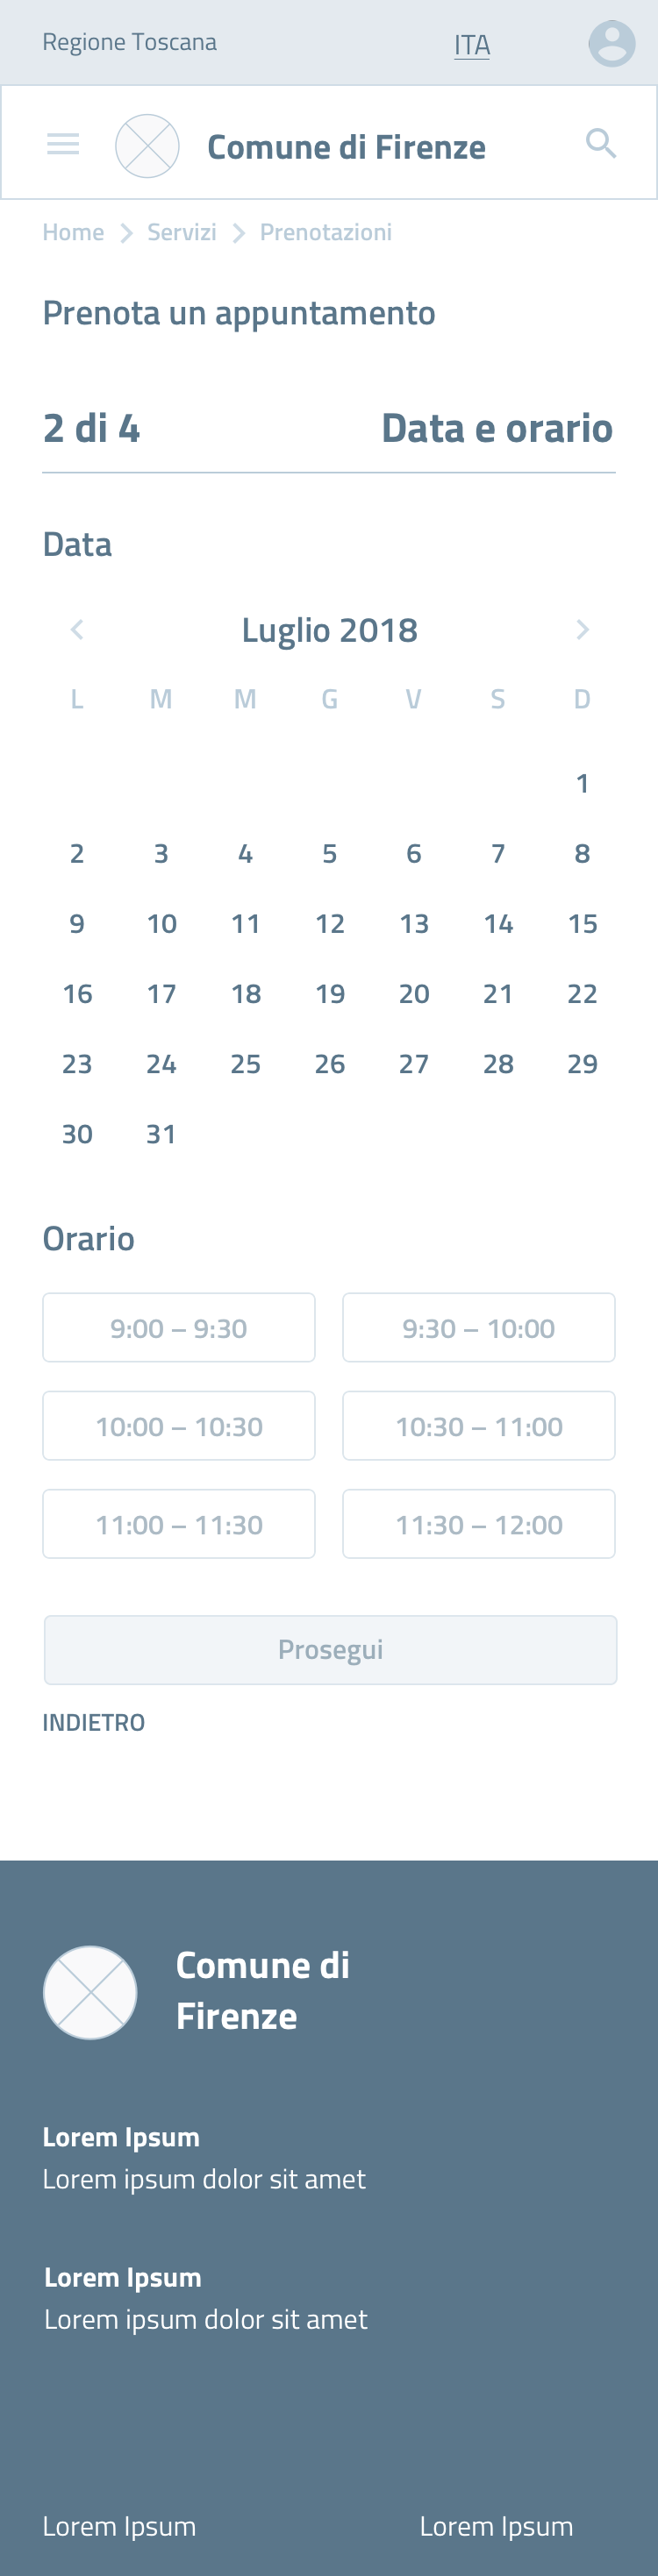 Regione Toscana ITA
Comune di Firenze
Home Servizi Prenotazioni
Prenota un appuntamento
2 di 4 Data e orario
Data
Luglio 2018
L M M G V S D
1
2 3 4 5 6 7 8
9 10 11 12 13 14 15
16 17 18 19 20 21 22
23 24 25 26 27 28 29
30 31
Orario
9:00 – 9:30 9:30 – 10:00
10:00 – 10:30 10:30 – 11:00
11:00 – 11:30 11:30 – 12:00
Prosegui
INDIETRO
Comune di
Firenze
Lorem Ipsum
Lorem ipsum dolor sit amet
Lorem Ipsum
Lorem ipsum dolor sit amet
Lorem Ipsum Lorem Ipsum